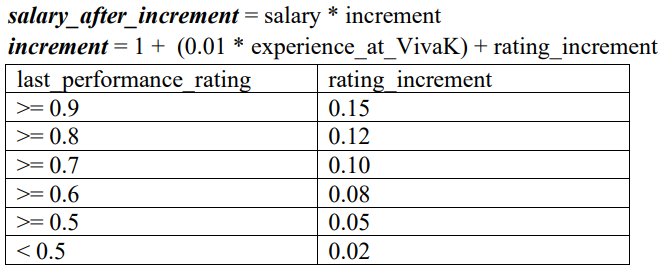 salary_after_increment = salary * increment
increment = 1 + (0.01 * experience_at_VivaK) + rating_increment
last_performance_rating rating_increment
>= 0.9 0.15
>= 0.8 0.12
>= 0.7 0.10
>= 0.6 0.08
>= 0.5 0.05
< 0.5 0.02